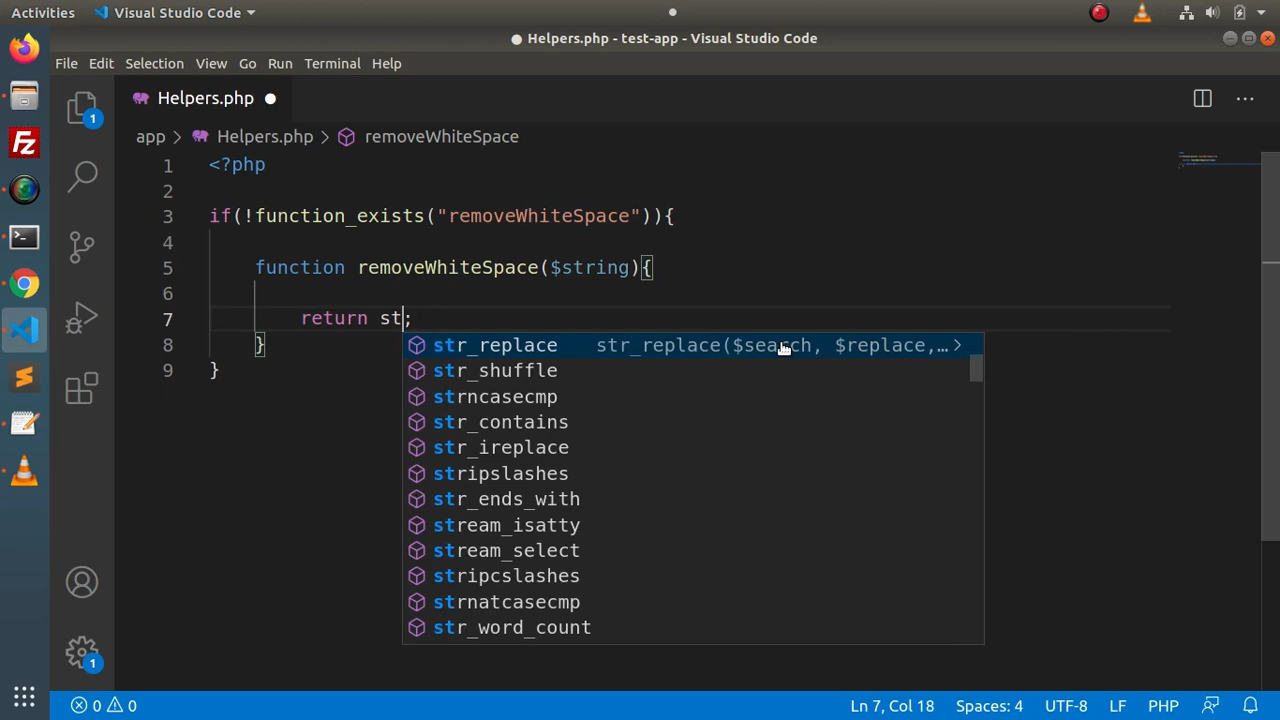 Activities Visual Studio Code
Helpers.php - test-app - Visual Studio Code
File Edit Selection View Go Run Terminal Help
Helpers.php
app > Helpers.php > removeWhiteSpace
1 <?php
2
3 if(!function_exists("removeWhiteSpace")){
4
5 function removeWhiteSpace($string){
6
7 return st;
8 }
9 }
str_replace str_replace($search, $replace,…
str_shuffle
strncasecmp
str_contains
str_ireplace
stripslashes
str_ends_with
stream_isatty
stream_select
stripcslashes
strnatcasecmp
str_word_count
1
1
Fz
0 0 Ln 7, Col 18 Spaces: 4 UTF-8 LF PHP